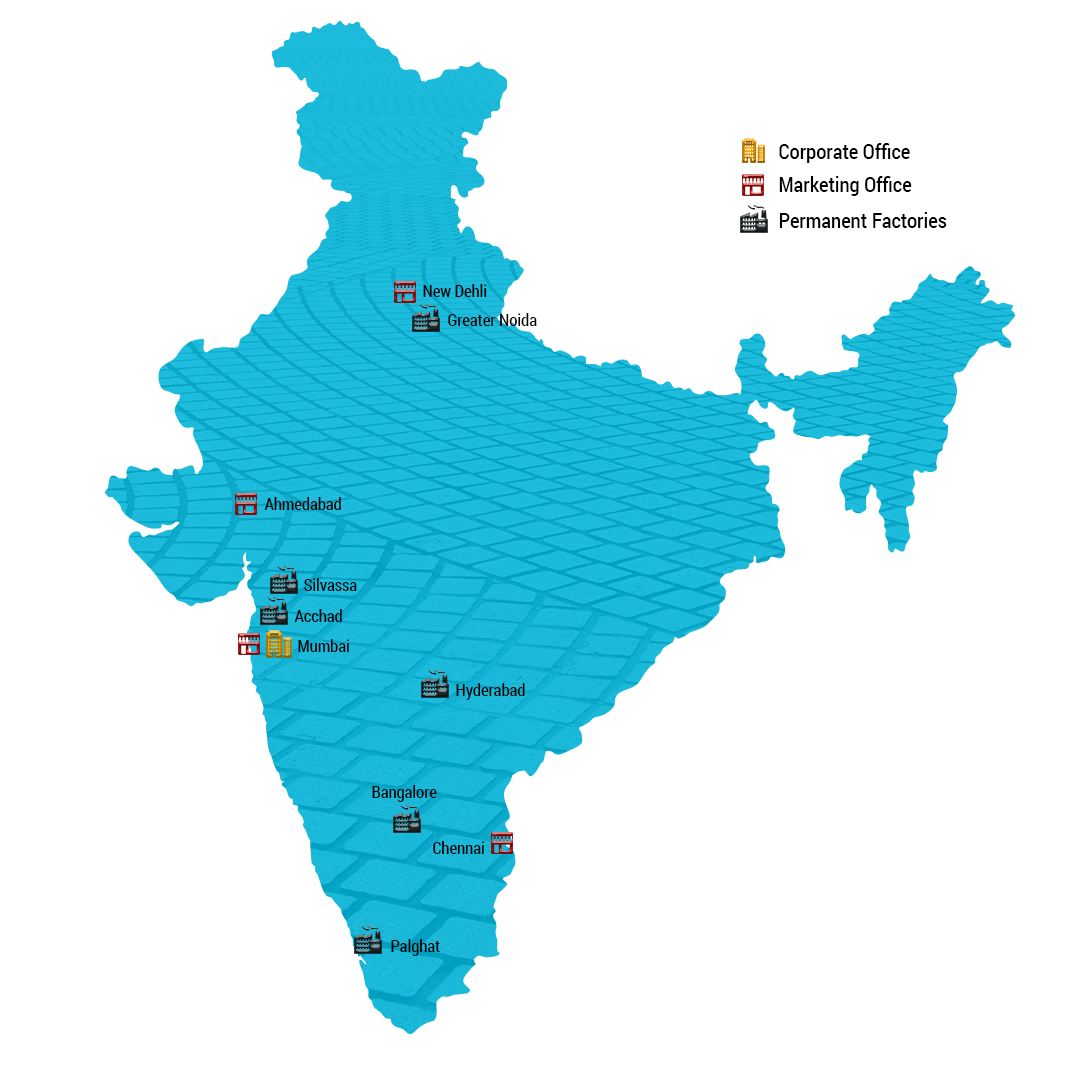 Corporate Office
Marketing Office
Permanent Factories
New Dehli
Greater Noida
Ahmedabad
Silvassa
Acchad
Mumbai
Hyderabad
Bangalore
Chennai
Palghat